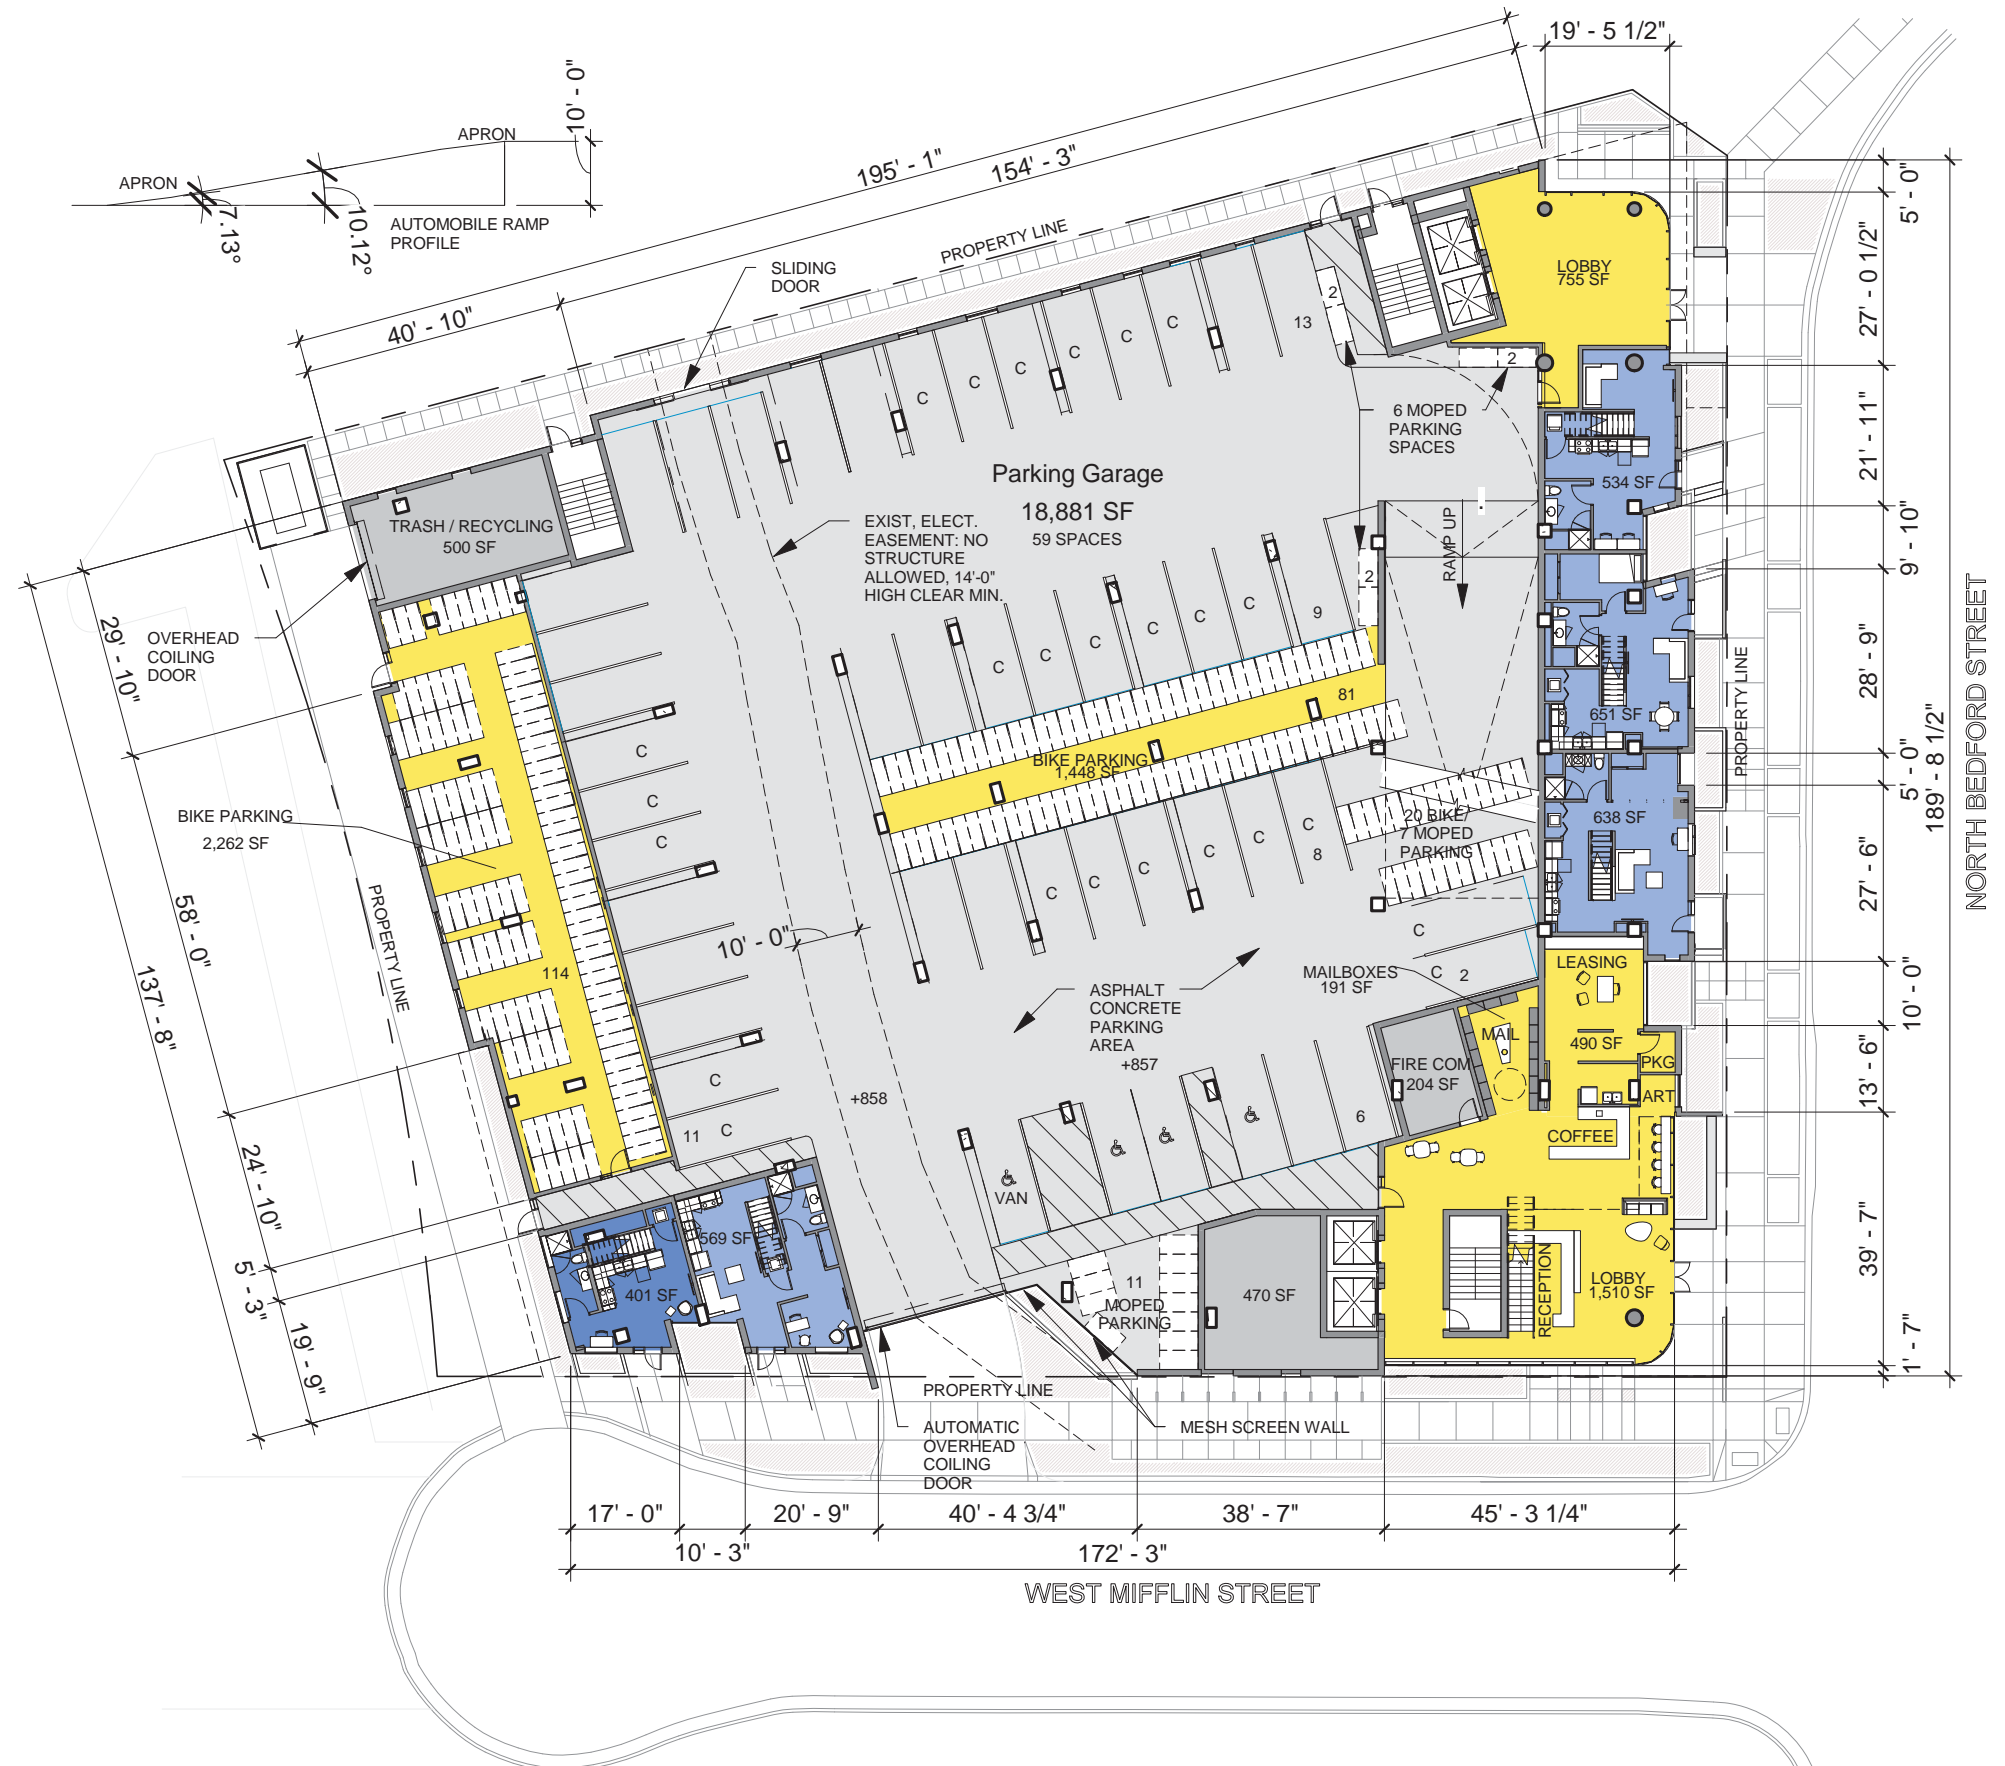 19' - 5 1/2"
10' - 0"
APRON
APRON
7.13°
10.12°
AUTOMOBILE RAMP
PROFILE
195' - 1"
154' - 3"
40' - 10"
PROPERTY LINE
SLIDING
DOOR
5' - 0"
27' - 0 1/2"
21' - 11"
9' - 10"
28' - 9"
5' - 0"
27' - 6"
10' - 0"
13' - 6"
39' - 7"
1' - 7"
189' - 8 1/2"
NORTH BEDFORD STREET
PROPERTY LINE
LOBBY
755 SF
2
13
2
C
C
C
C
C
C
6 MOPED
PARKING
SPACES
Parking Garage
18,881 SF
59 SPACES
EXIST, ELECT.
EASEMENT: NO
STRUCTURE
ALLOWED, 14'-0"
HIGH CLEAR MIN.
RAMP UP
534 SF
TRASH / RECYCLING
500 SF
OVERHEAD
COILING
DOOR
2
9
C
C
C
C
C
C
81
BIKE PARKING
1,448 SF
651 SF
638 SF
20 BIKE/
7 MOPED
PARKING
C
8
C
C
C
C
C
BIKE PARKING
2,262 SF
114
C
C
C
C
11
C
10' - 0"
29' - 10"
58' - 0"
24' - 10"
5' - 3"
19' - 9"
137' - 8"
PROPERTY LINE
C
C
2
MAILBOXES
191 SF
LEASING
490 SF
MAIL
PKG
ART
COFFEE
FIRE COM
204 SF
ASPHALT
CONCRETE
PARKING
AREA
+857
+858
6
VAN
569 SF
401 SF
11
MOPED
PARKING
470 SF
RECEPTION
LOBBY
1,510 SF
PROPERTY LINE
AUTOMATIC
OVERHEAD
COILING
DOOR
MESH SCREEN WALL
17' - 0"
20' - 9"
40' - 4 3/4"
38' - 7"
45' - 3 1/4"
10' - 3"
172' - 3"
WEST MIFFLIN STREET